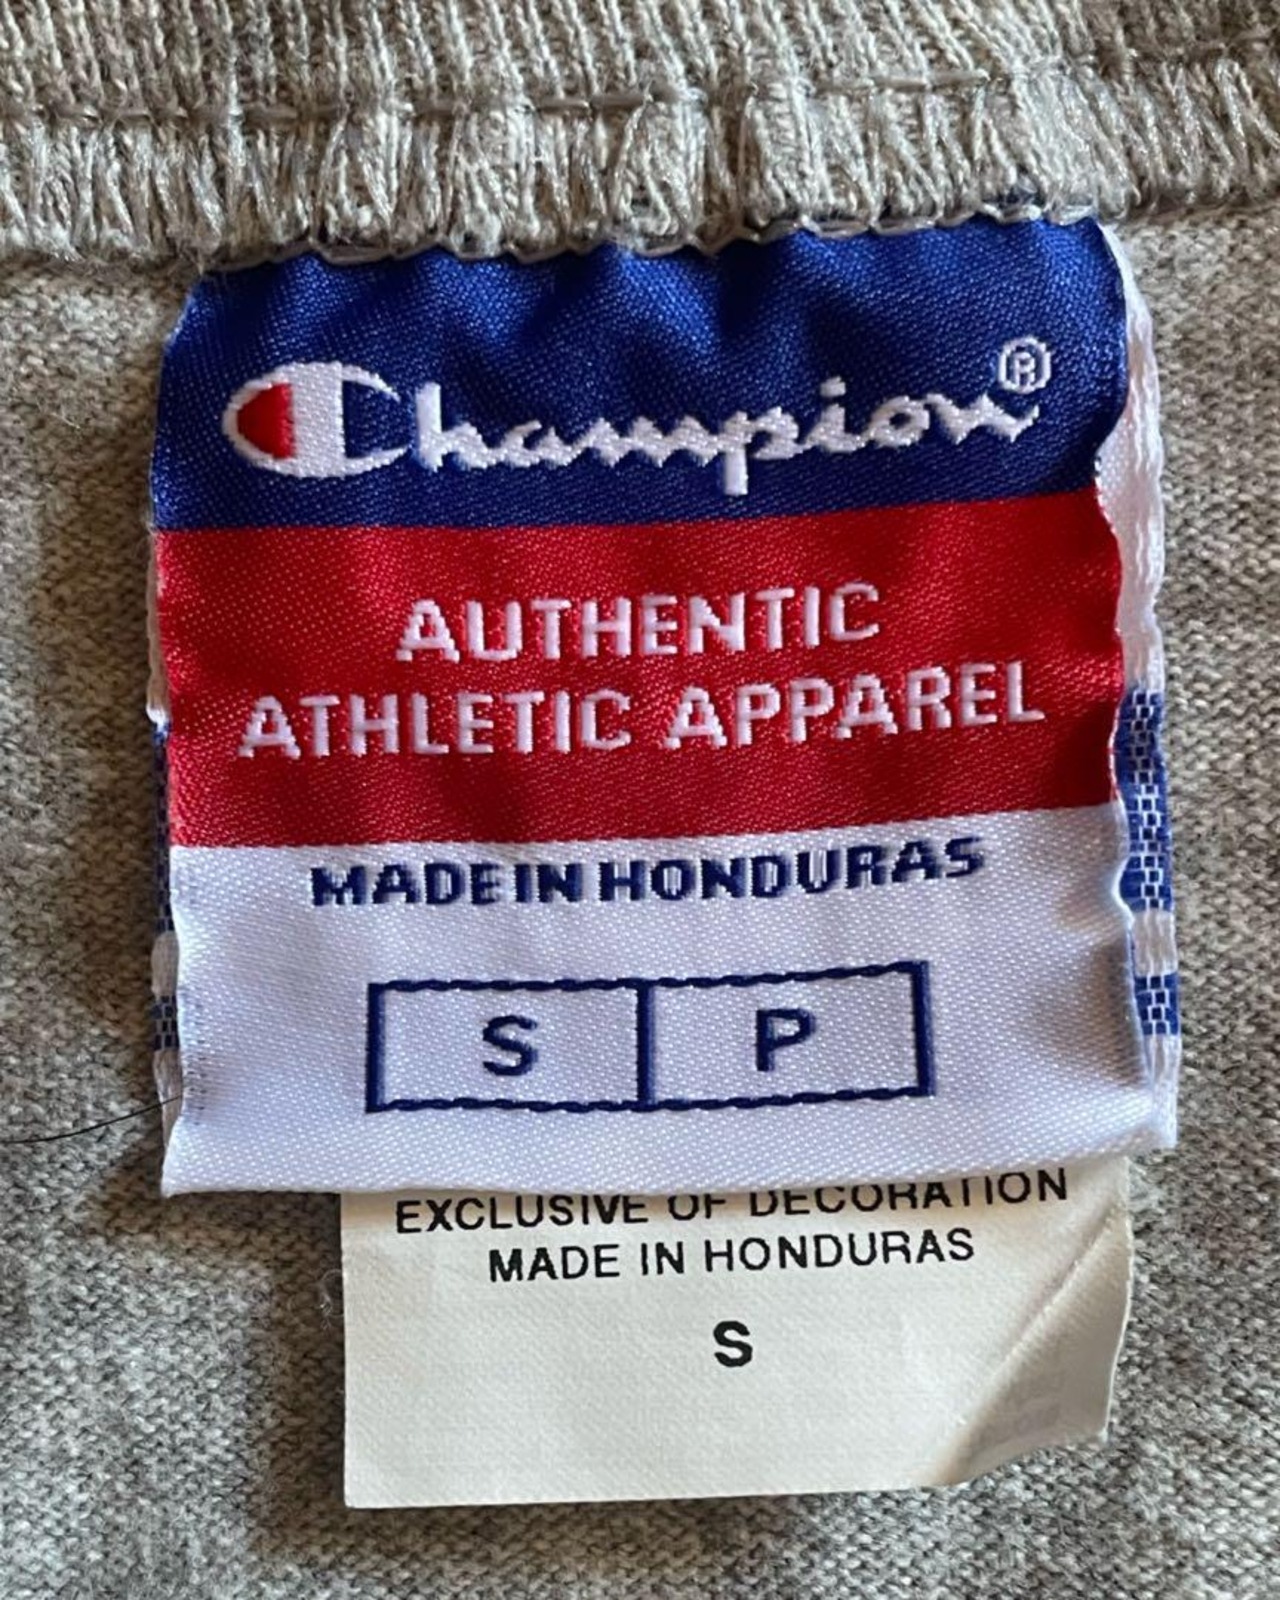 Champion®
AUTHENTIC
ATHLETIC APPAREL
MADE IN HONDURAS
S P
EXCLUSIVE OF DECORATION
MADE IN HONDURAS
S